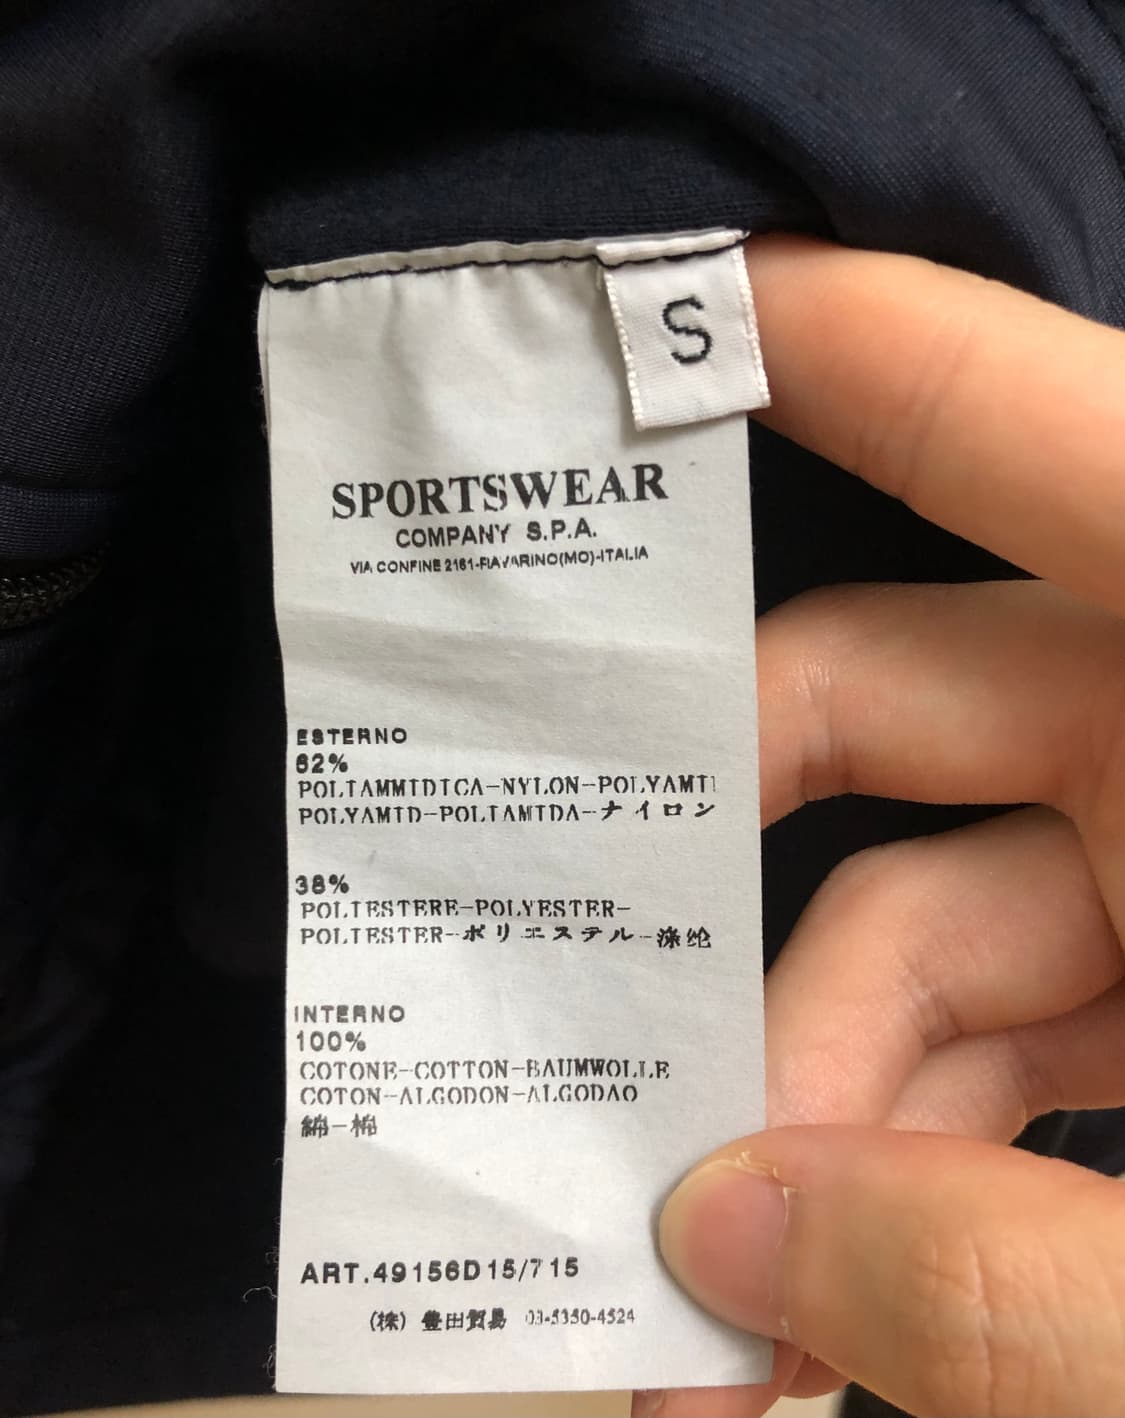 S
SPORTSWEAR
COMPANY S.P.A.
VIA CONFINE 2161-RAVARINO(MO)-ITALIA
ESTERNO
62%
POLIAMMIDICA-NYLON-POLYAMI
POLYAMID-POLIAMIDA-ナイロン
38%
POLIESTERE-POLYESTER-
POLIESTER-ポリエステル-涤纶
INTERNO
100%
COTONE-COTTON-BAUMWOLLE
COTON-ALGODON-ALGODAO
綿-棉
ART.49156D15/715
(株) 豊田貿易 03-5350-4524